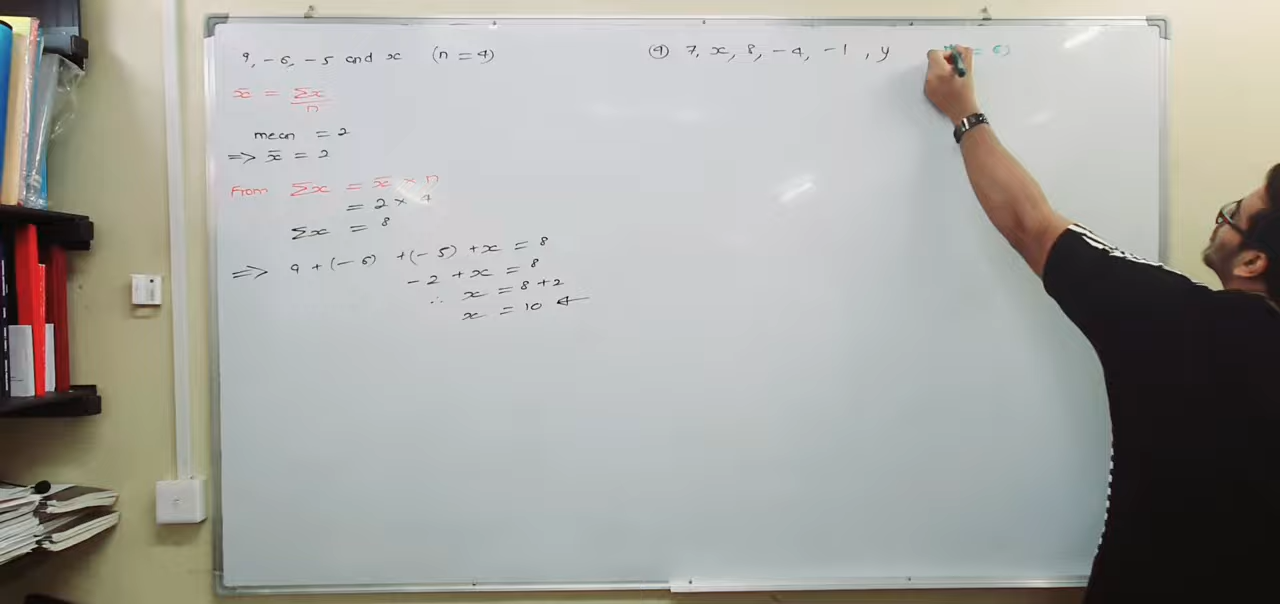 9, -6, -5 and x (n = 4)
x̄ = Σx / n
mean = 2
=> x̄ = 2
From Σx = x̄ × n
= 2 × 4
Σx = 8
=> 9 + (-6) + (-5) + x = 8
-2 + x = 8
∴ x = 8 + 2
x = 10 ←
④ 7, x, 8, -4, -1, y
= 6)